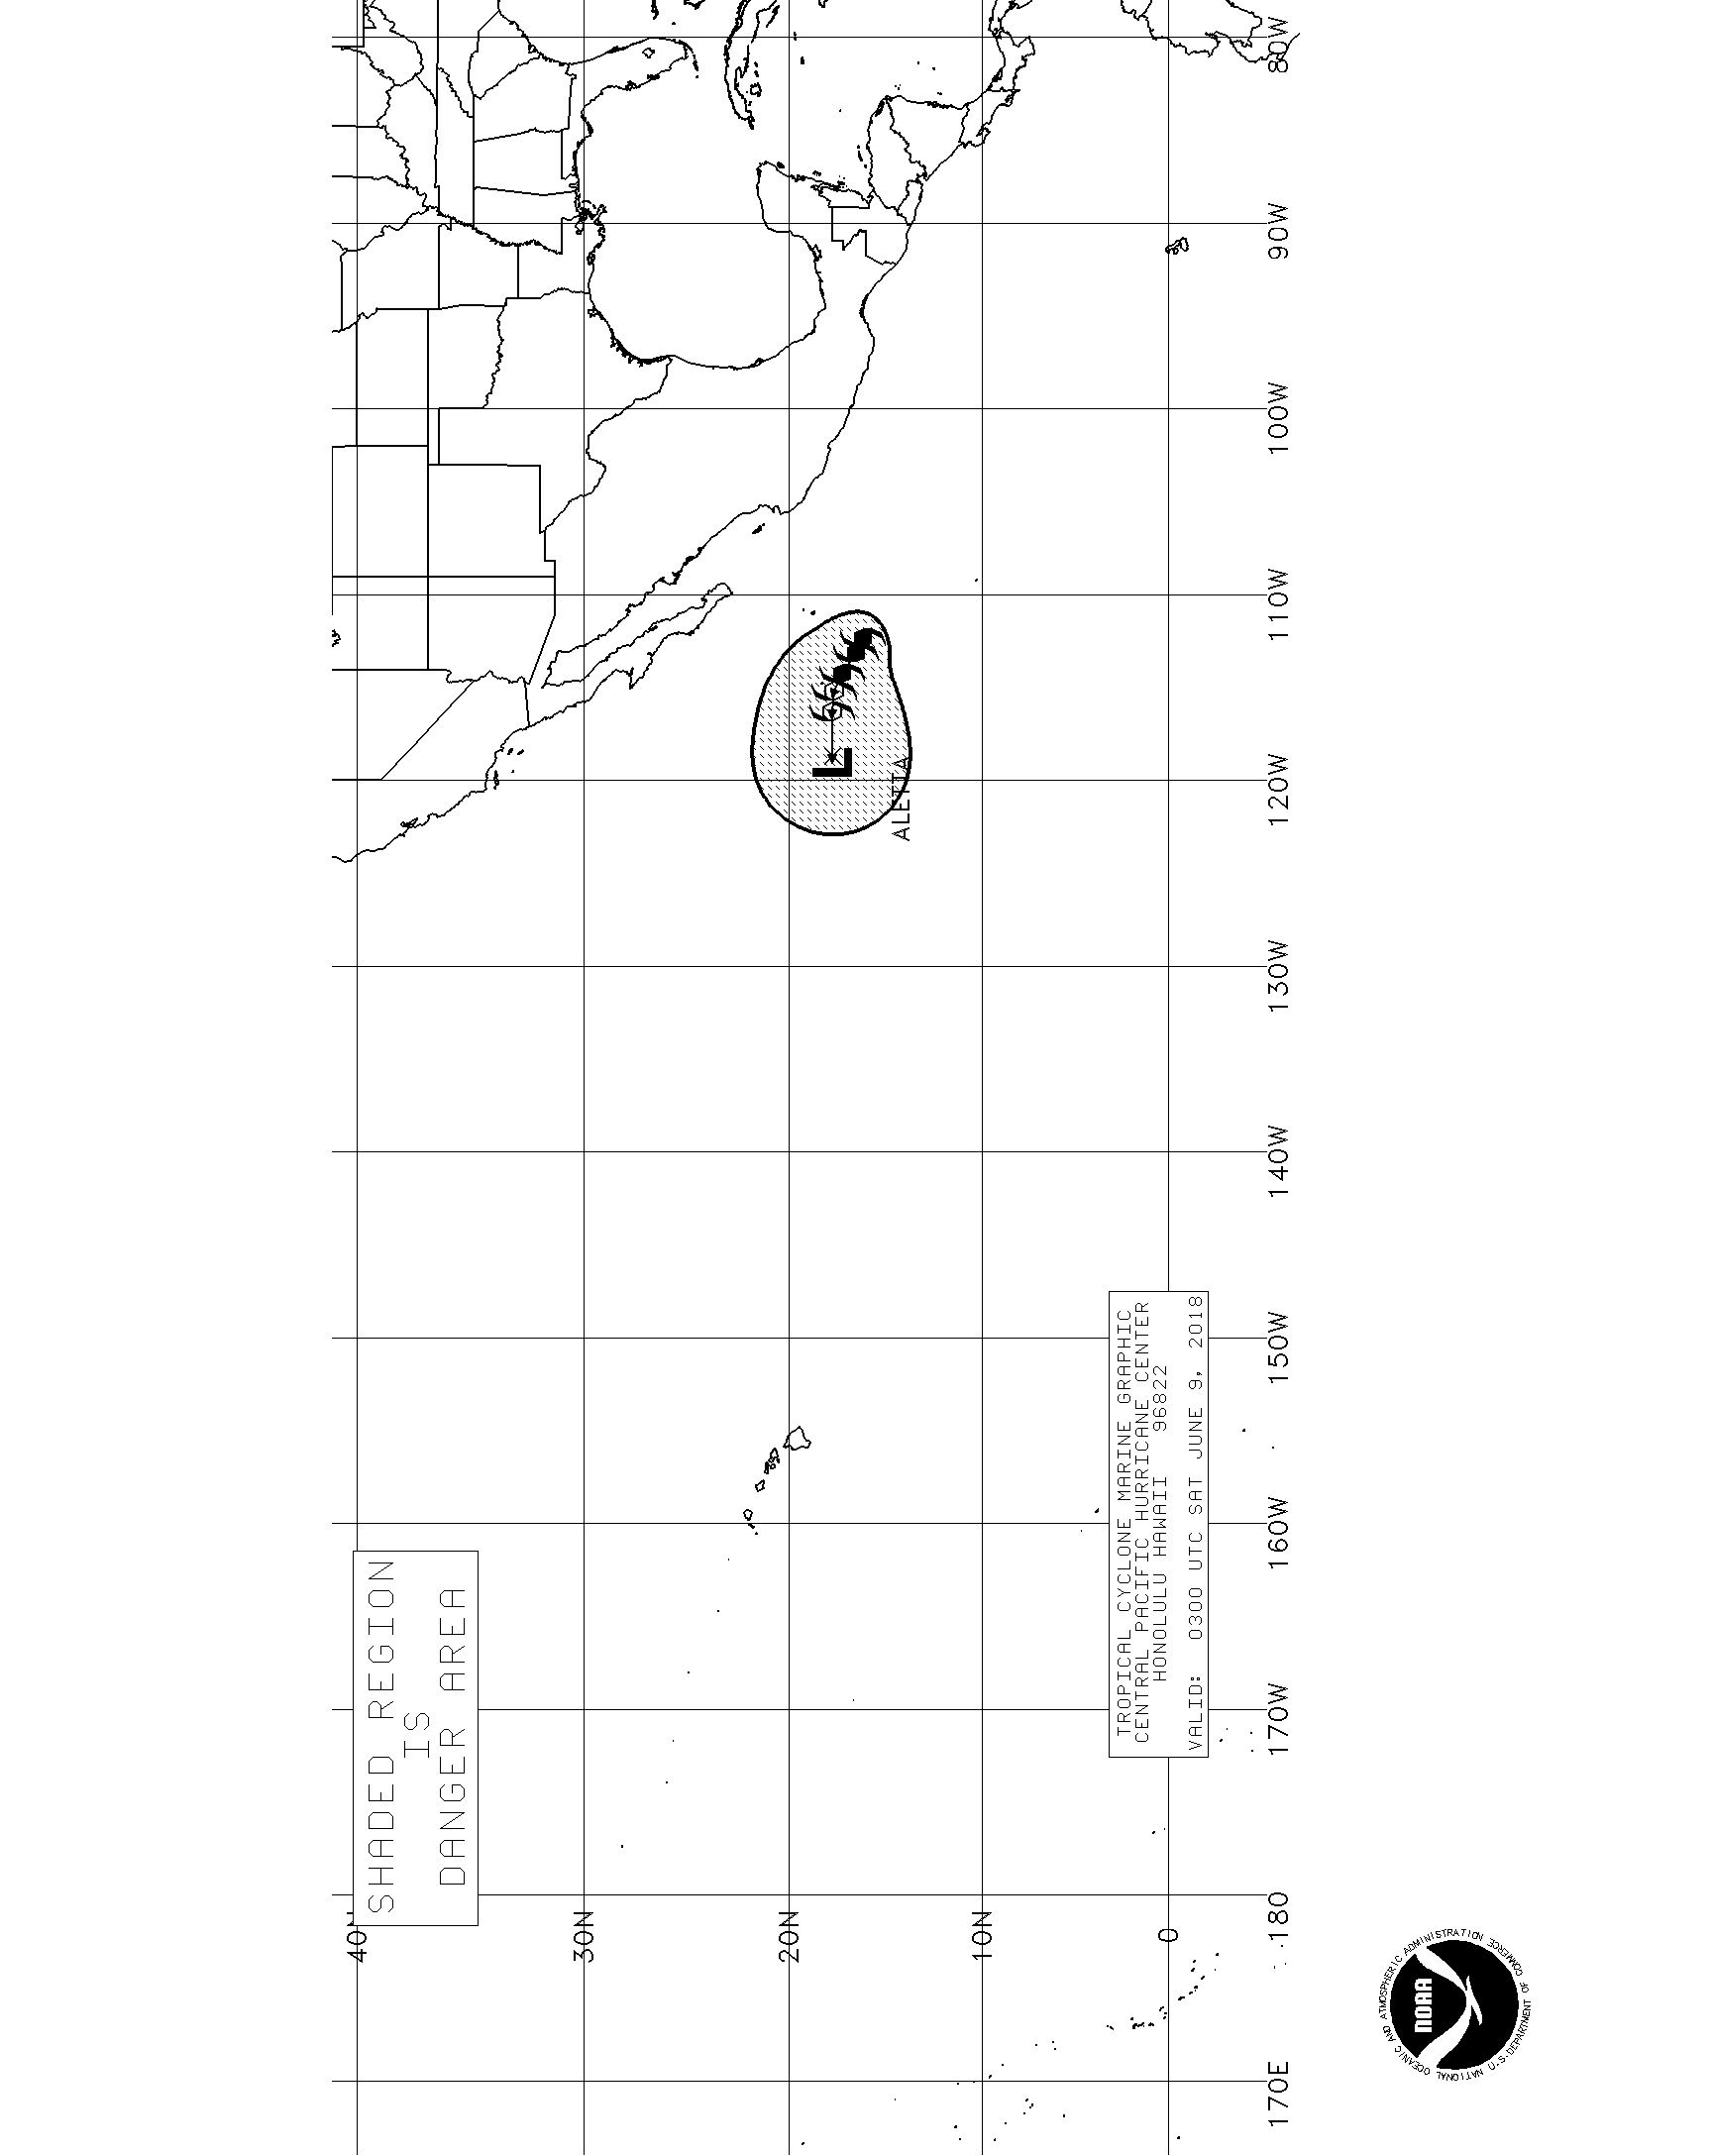 SHADED REGION
IS
DANGER AREA
40N
30N
20N
10N
0
170E
180
170W
160W
150W
140W
130W
120W
110W
100W
90W
80W
ALETTA
L
TROPICAL CYCLONE MARINE GRAPHIC
CENTRAL PACIFIC HURRICANE CENTER
HONOLULU HAWAII 96822
VALID: 0300 UTC SAT JUNE 9, 2018
NATIONAL OCEANIC AND ATMOSPHERIC ADMINISTRATION
U.S. DEPARTMENT OF COMMERCE
NOAA